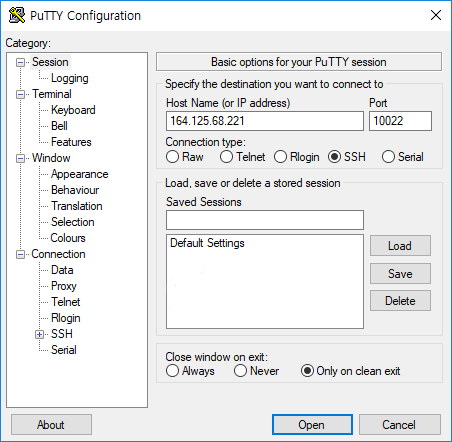 PuTTY Configuration
Category:
Session
Logging
Terminal
Keyboard
Bell
Features
Window
Appearance
Behaviour
Translation
Selection
Colours
Connection
Data
Proxy
Telnet
Rlogin
SSH
Serial
Basic options for your PuTTY session
Specify the destination you want to connect to
Host Name (or IP address) Port
164.125.68.221 10022
Connection type:
Raw Telnet Rlogin SSH Serial
Load, save or delete a stored session
Saved Sessions
Default Settings
Load
Save
Delete
Close window on exit:
Always Never Only on clean exit
About Open Cancel